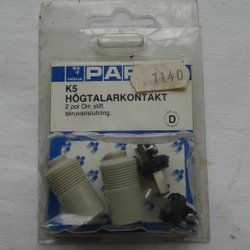 PAR
1140
K5
HÖGTALARKONTAKT
2 pol Din stift
skruvanslutning.
D